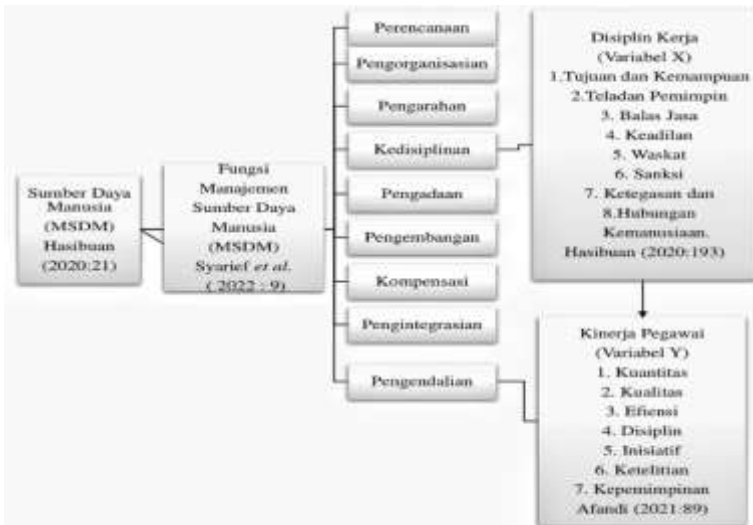 Sumber Daya
Manusia
(MSDM)
Hasibuan
(2020:21)
Fungsi
Manajemen
Sumber Daya
Manusia
(MSDM)
Syarief et al.
( 2022 : 9)
Perencanaan
Pengorganisasian
Pengarahan
Kedisiplinan
Pengadaan
Pengembangan
Kompensasi
Pengintegrasian
Pengendalian
Disiplin Kerja
(Variabel X)
1.Tujuan dan Kemampuan
2.Teladan Pemimpin
3. Balas Jasa
4. Keadilan
5. Waskat
6. Sanksi
7. Ketegasan dan
8.Hubungan
Kemanusiaan.
Hasibuan (2020:193)
Kinerja Pegawai
(Variabel Y)
1. Kuantitas
2. Kualitas
3. Efiensi
4. Disiplin
5. Inisiatif
6. Ketelitian
7. Kepemimpinan
Afandi (2021:89)